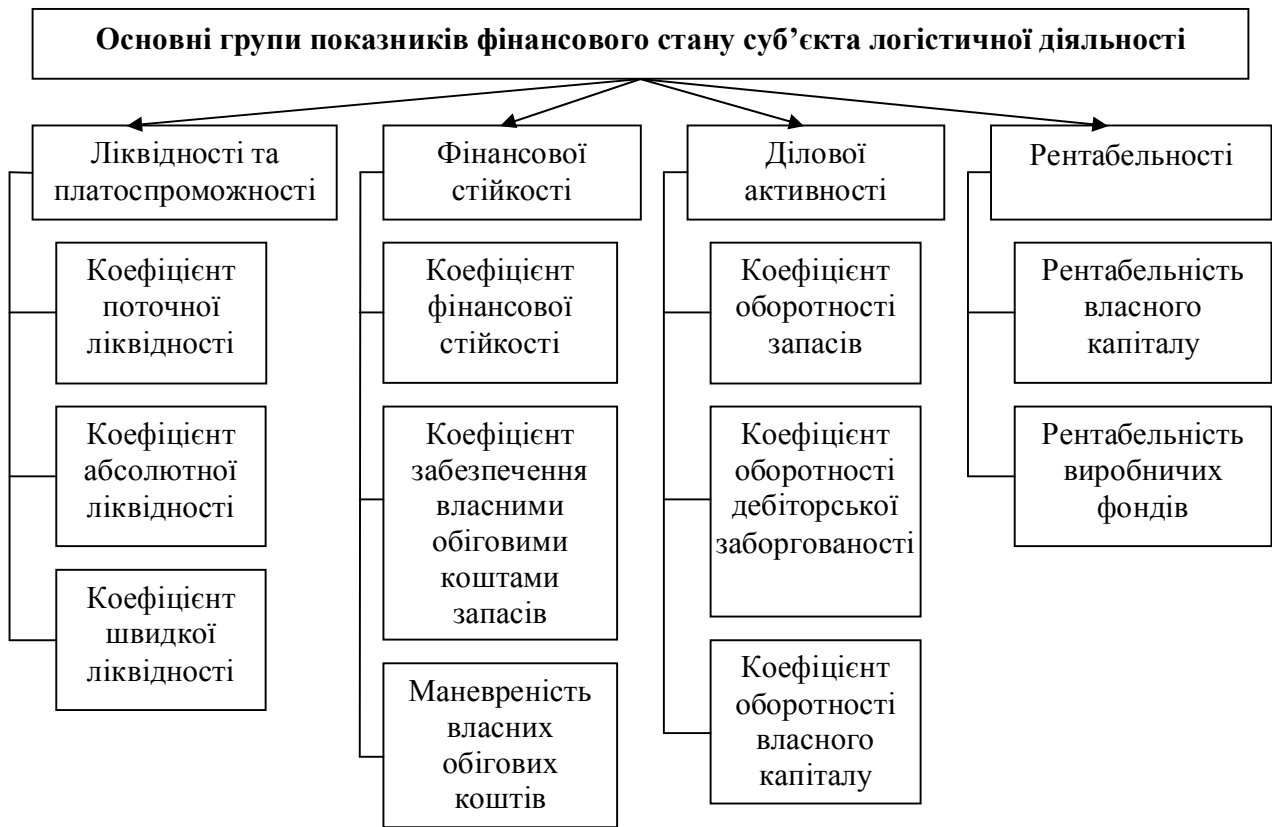 Основні групи показників фінансового стану суб’єкта логістичної діяльності
Ліквідності та
платоспроможності
Коефіцієнт
поточної
ліквідності
Коефіцієнт
абсолютної
ліквідності
Коефіцієнт
швидкої
ліквідності
Фінансової
стійкості
Коефіцієнт
фінансової
стійкості
Коефіцієнт
забезпечення
власними
обіговими
коштами
запасів
Маневреність
власних
обігових
коштів
Ділової
активності
Коефіцієнт
оборотності
запасів
Коефіцієнт
оборотності
дебіторської
заборгованості
Коефіцієнт
оборотності
власного
капіталу
Рентабельності
Рентабельність
власного
капіталу
Рентабельність
виробничих
фондів